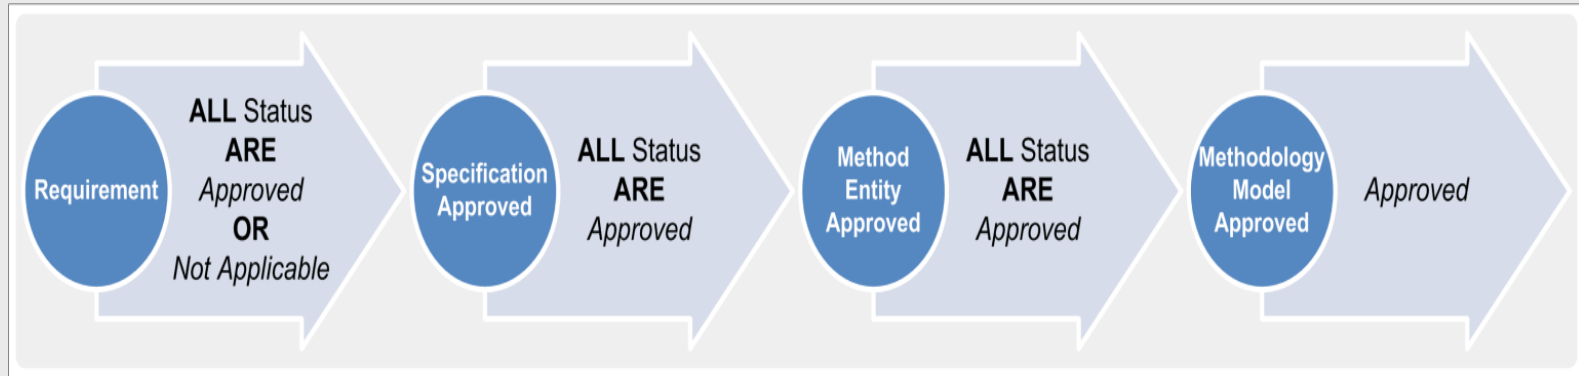 Requirement
ALL Status
ARE
Approved
OR
Not Applicable
Specification
Approved
ALL Status
ARE
Approved
Method
Entity
Approved
ALL Status
ARE
Approved
Methodology
Model
Approved
Approved